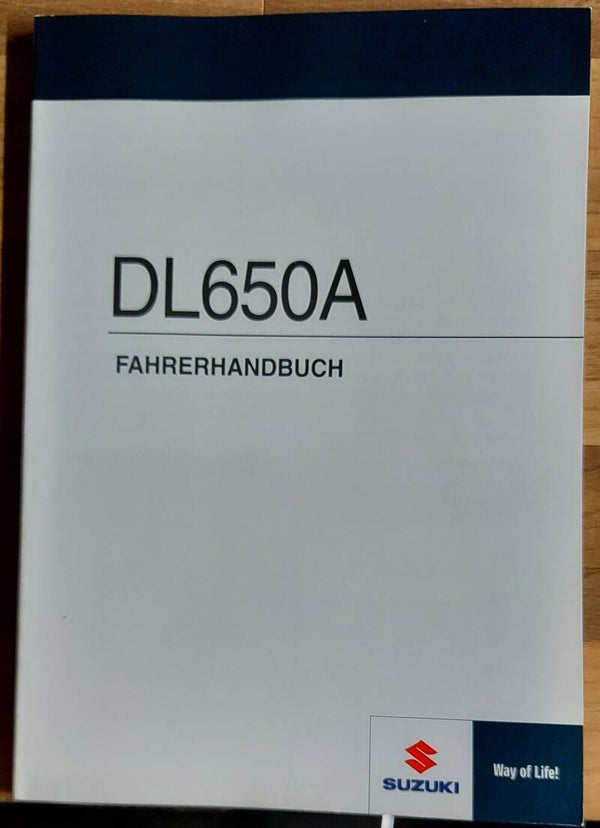 DL650A
FAHRERHANDBUCH
SUZUKI
Way of Life!